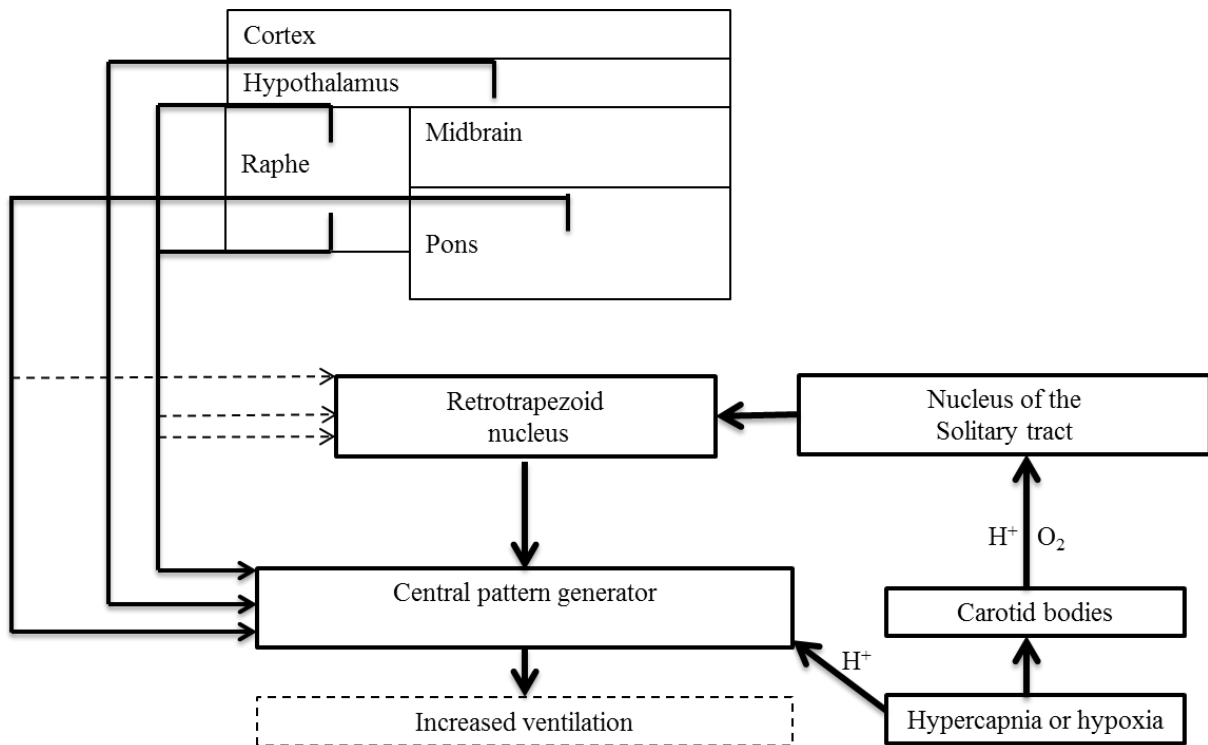 Cortex
Hypothalamus
Midbrain
Raphe
Pons
Retrotrapezoid
nucleus
Nucleus of the
Solitary tract
H⁺ O₂
Central pattern generator
Carotid bodies
H⁺
Increased ventilation
Hypercapnia or hypoxia